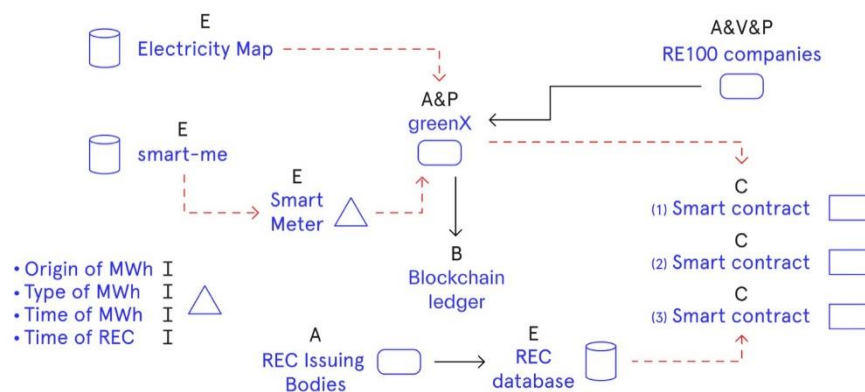 E
Electricity Map
A&V&P
RE100 companies
A&P
greenX
E
smart-me
E
Smart
Meter
C
(1) Smart contract
B
Blockchain
ledger
C
(2) Smart contract
• Origin of MWh I
• Type of MWh I
• Time of MWh I
• Time of REC I
C
(3) Smart contract
A
REC Issuing
Bodies
E
REC
database